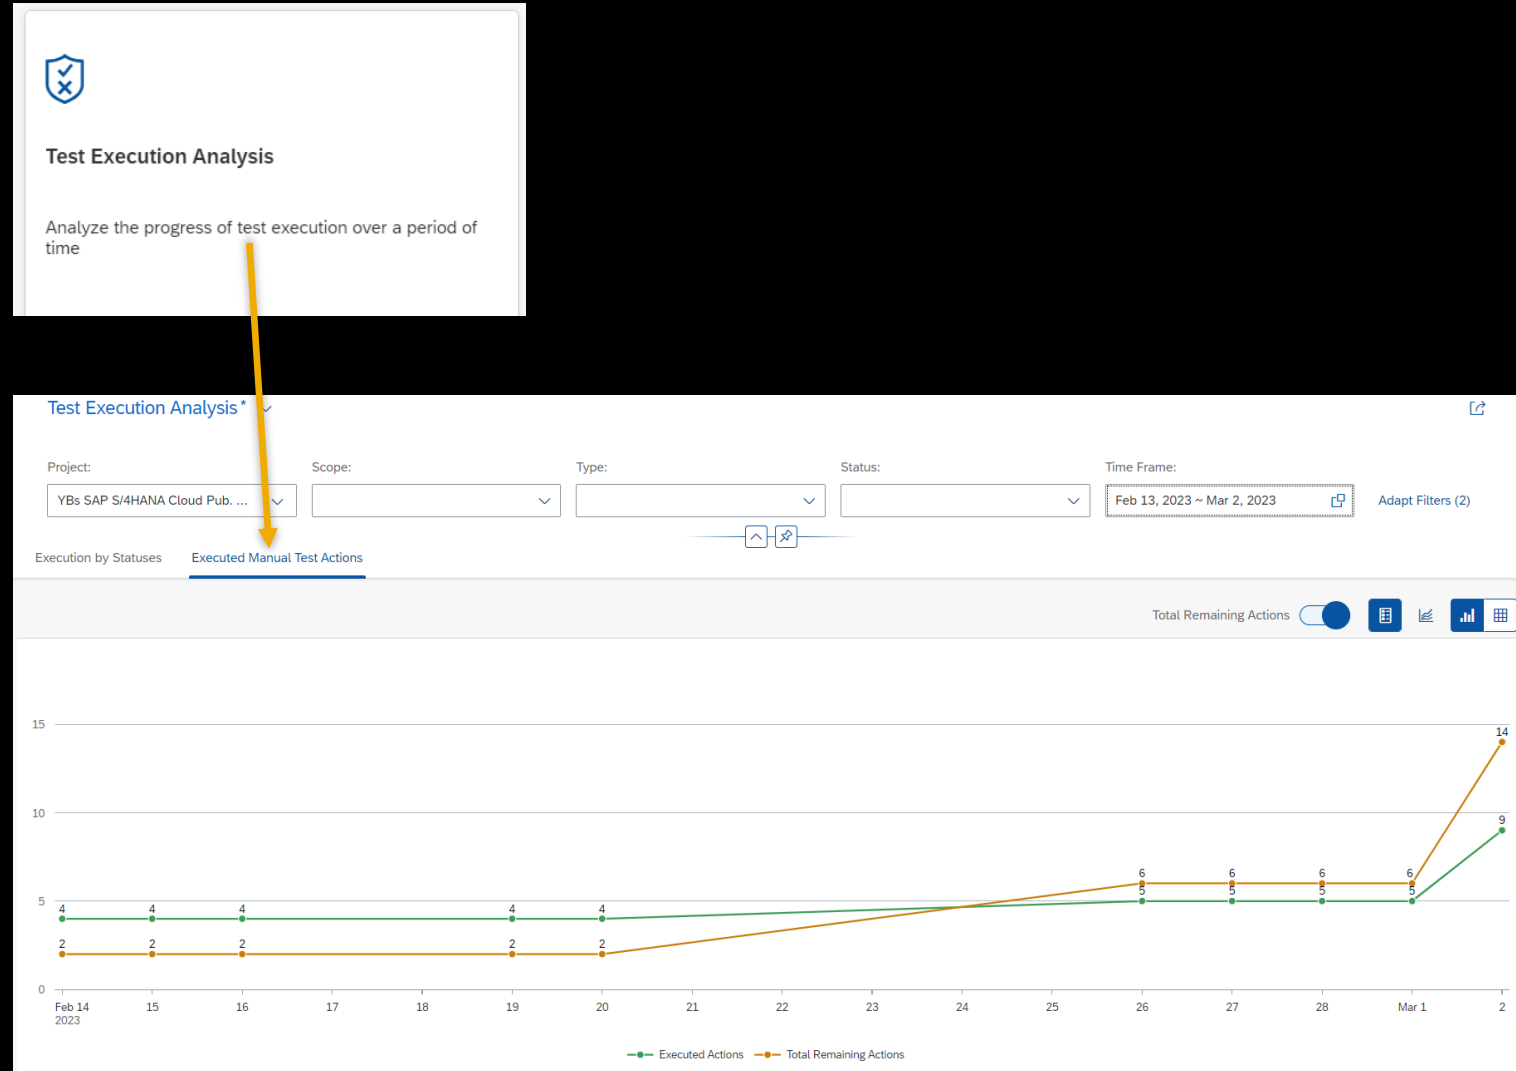 Test Execution Analysis
Analyze the progress of test execution over a period of
time
Test Execution Analysis*
Project:
Scope:
Type:
Status:
Time Frame:
YBs SAP S/4HANA Cloud Pub. ...
Feb 13, 2023 ~ Mar 2, 2023
Adapt Filters (2)
Execution by Statuses
Executed Manual Test Actions
Total Remaining Actions
15
10
5
0
4 4 4 4 4 5 5 5 5 9
2 2 2 2 2 6 6 6 6 14
Feb 14 15 16 17 18 19 20 21 22 23 24 25 26 27 28 Mar 1 2
2023
Executed Actions Total Remaining Actions